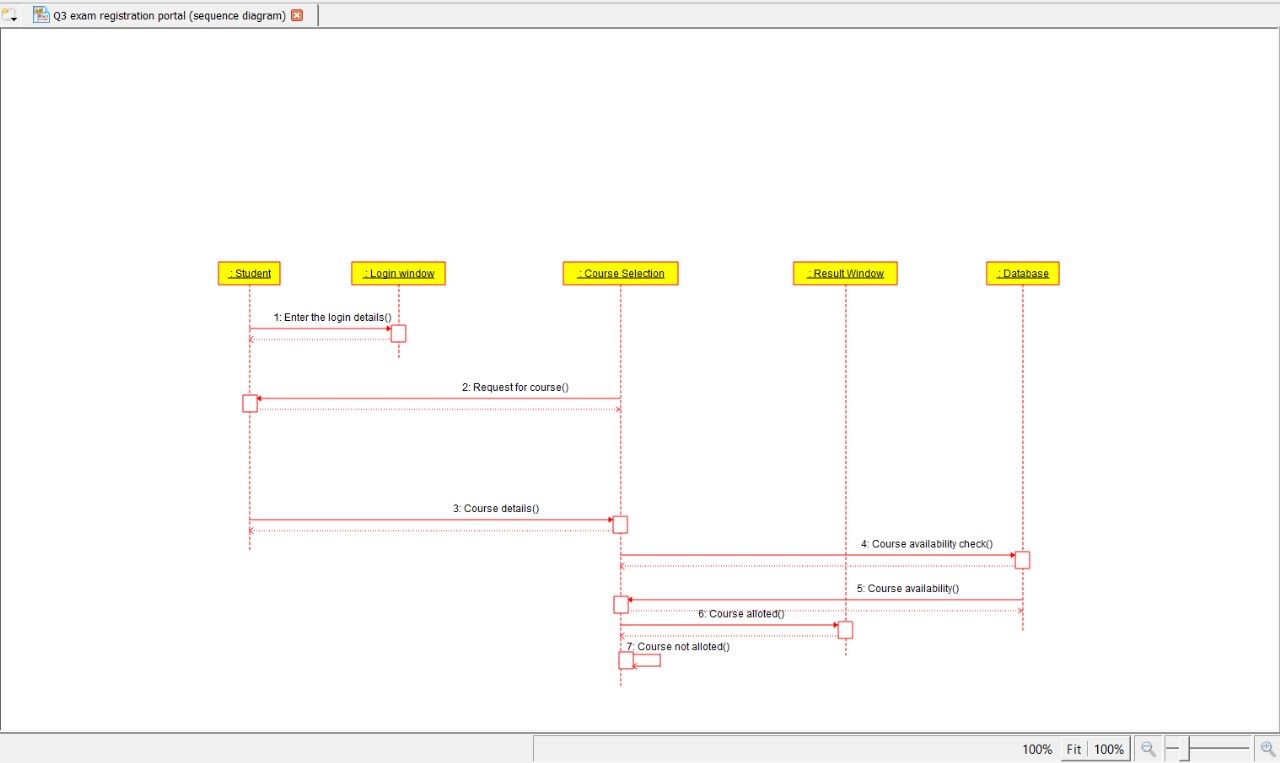 Q3 exam registration portal (sequence diagram)
: Student
: Login window
: Course Selection
: Result Window
: Database
1: Enter the login details()
2: Request for course()
3: Course details()
4: Course availability check()
5: Course availability()
6: Course alloted()
7: Course not alloted()
100% Fit 100%